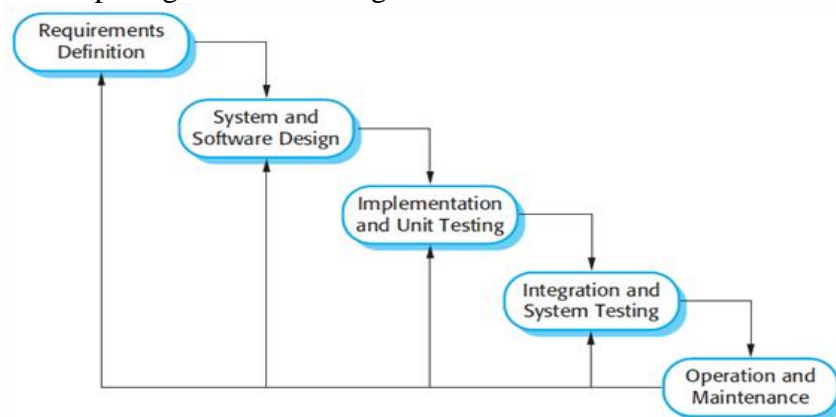 Requirements
Definition
System and
Software Design
Implementation
and Unit Testing
Integration and
System Testing
Operation and
Maintenance